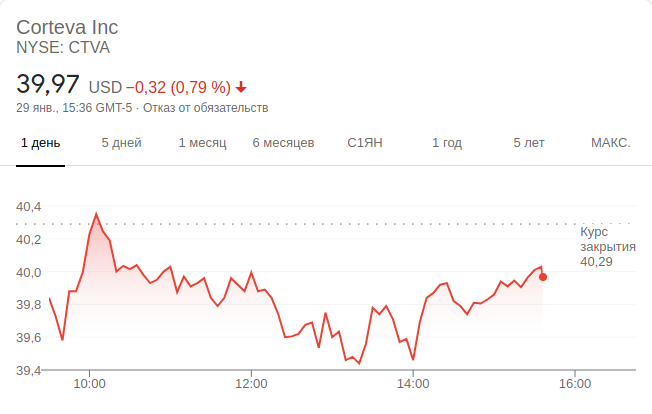 Corteva Inc
NYSE: CTVA
39,97 USD −0,32 (0,79 %)
29 янв., 15:36 GMT-5 · Отказ от обязательств
1 день 5 дней 1 месяц 6 месяцев С1ЯН 1 год 5 лет МАКС.
40,4
Курс
закрытия
40,29
40,2
40,0
39,8
39,6
39,4
10:00 12:00 14:00 16:00